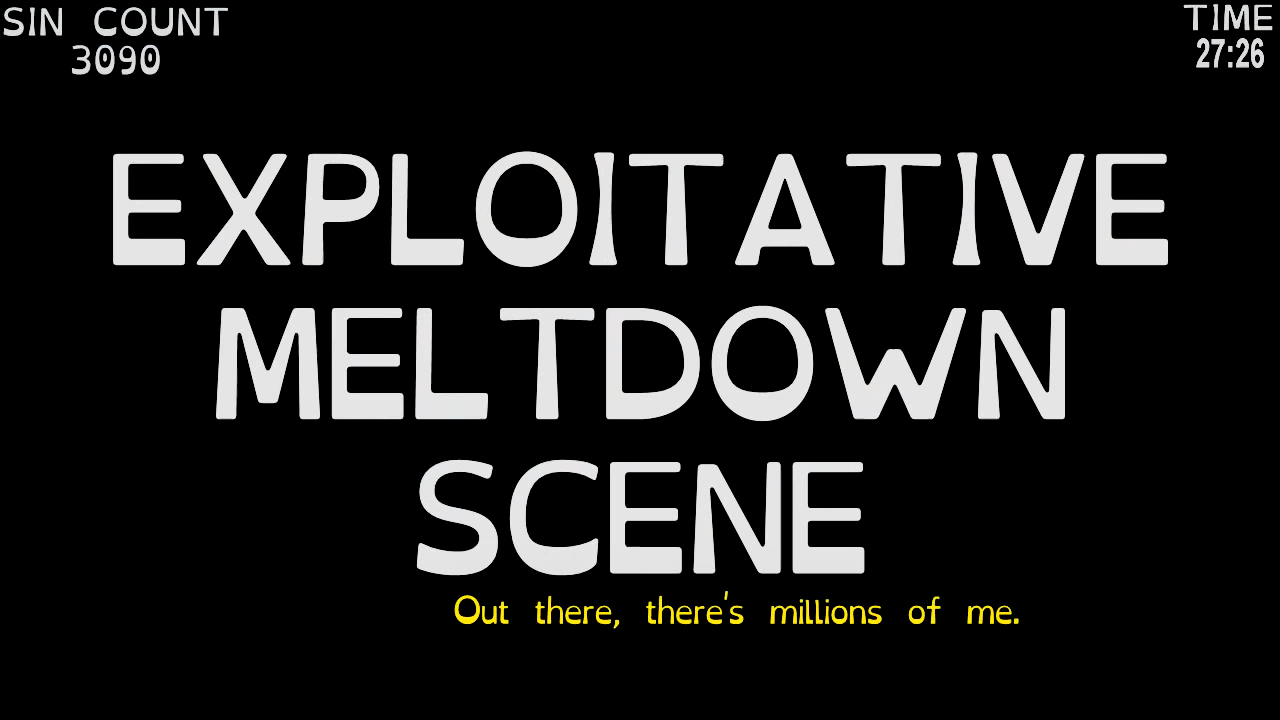 SIN COUNT
3090
TIME
27:26
EXPLOITATIVE
MELTDOWN
SCENE
Out there, there's millions of me.